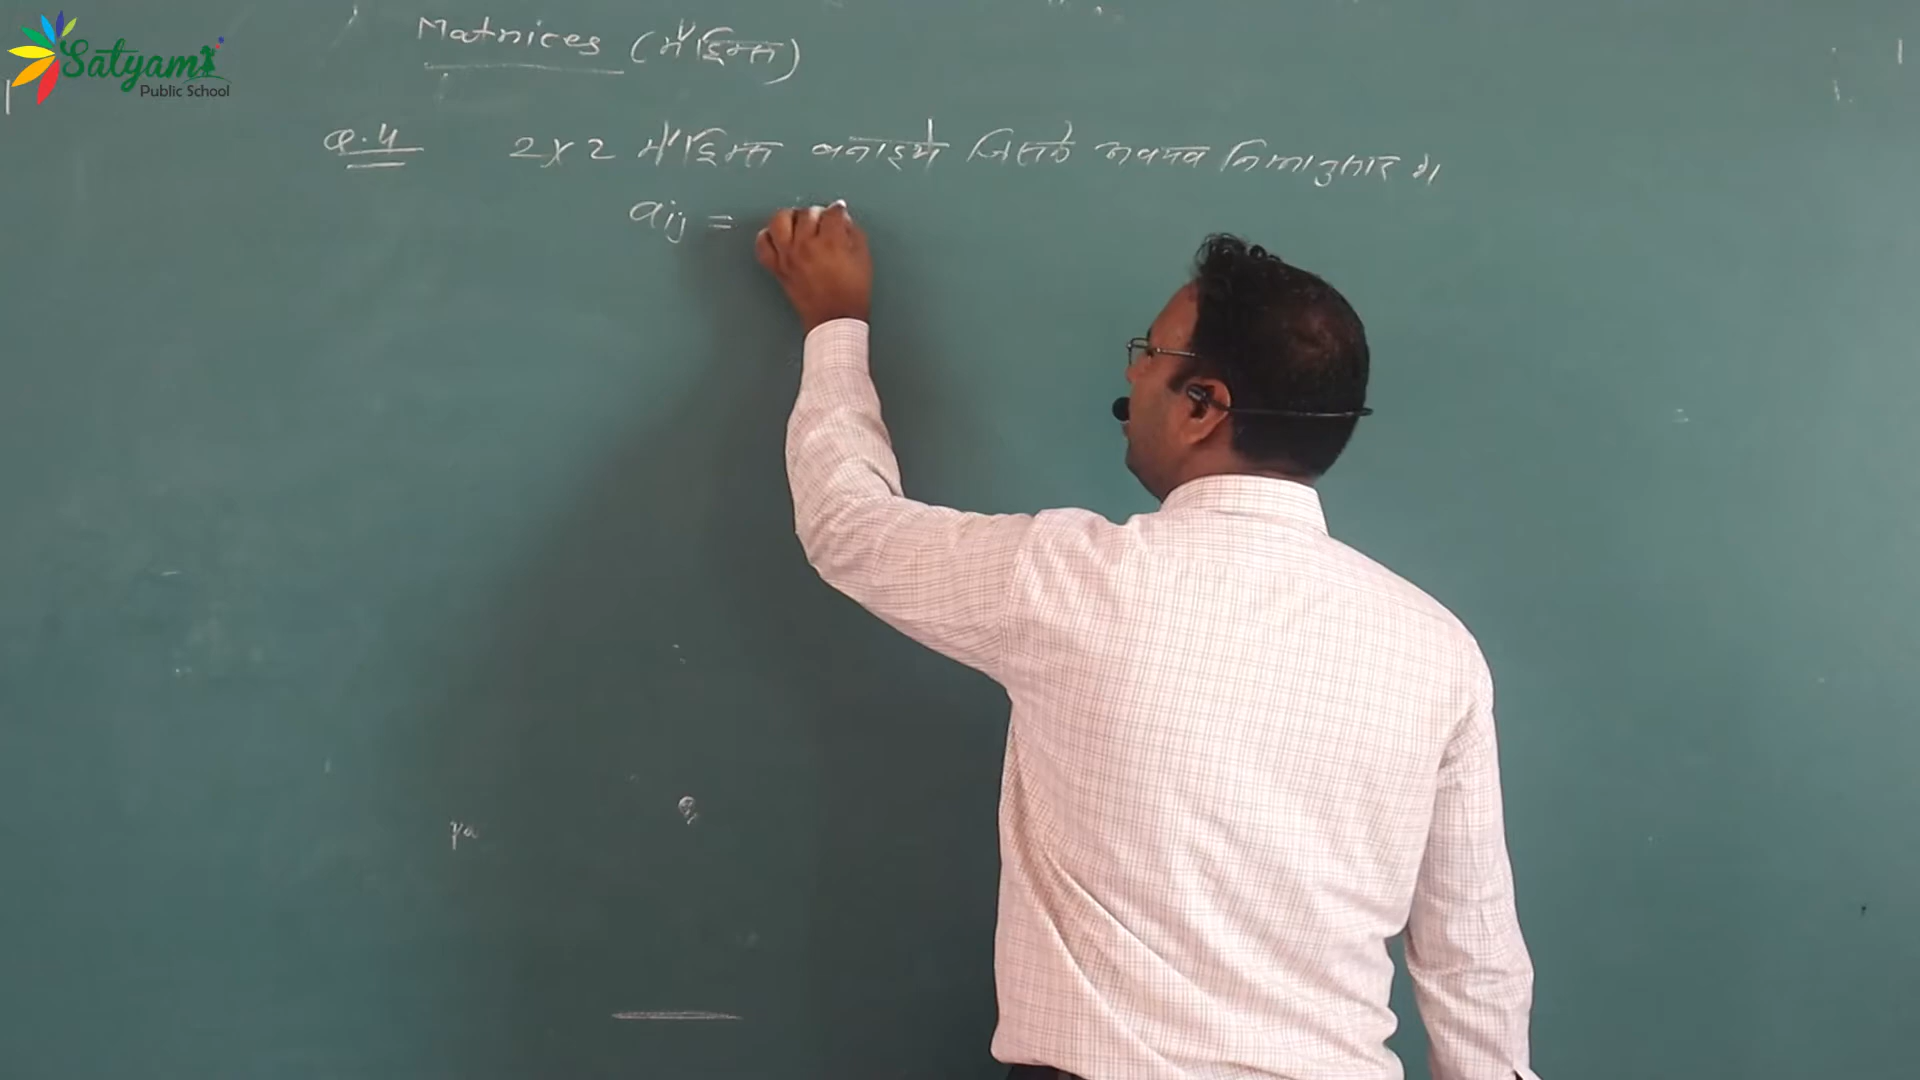 Satyam
Public School
Matrices (मैट्रिक्स)
Q.4 2x2 मैट्रिक्स बनाइये जिसके अवयव निम्नानुसार है।
aij =